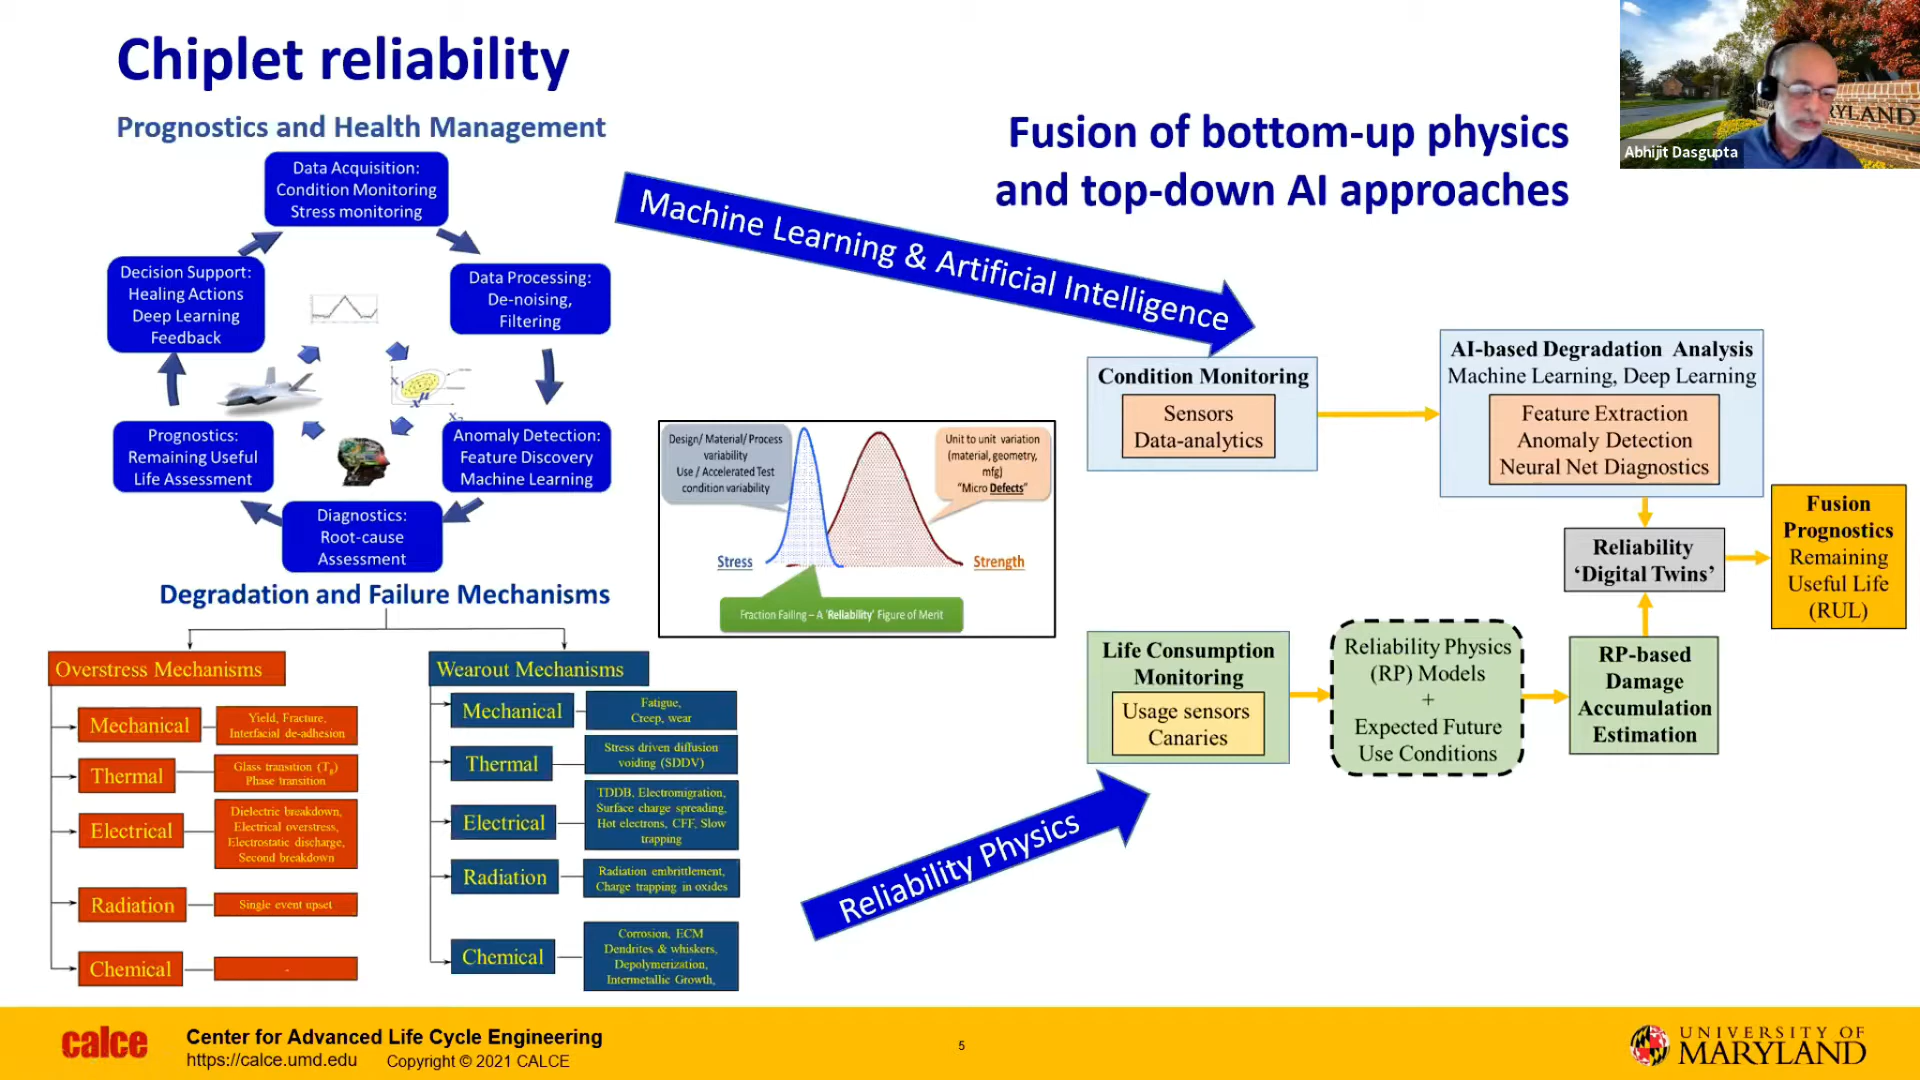 Chiplet reliability
Prognostics and Health Management
Data Acquisition:
Condition Monitoring
Stress monitoring
Data Processing:
De-noising,
Filtering
Anomaly Detection:
Feature Discovery
Machine Learning
Diagnostics:
Root-cause
Assessment
Prognostics:
Remaining Useful
Life Assessment
Decision Support:
Healing Actions
Deep Learning
Feedback
X1
μ
x
X2
Degradation and Failure Mechanisms
Overstress Mechanisms
Mechanical
Yield, Fracture,
Interfacial de-adhesion
Thermal
Glass transition (Tg)
Phase transition
Electrical
Dielectric breakdown,
Electrical overstress,
Electrostatic discharge,
Second breakdown
Radiation
Single event upset
Chemical
-
Wearout Mechanisms
Mechanical
Fatigue,
Creep, wear
Thermal
Stress driven diffusion
voiding (SDDV)
Electrical
TDDB, Electromigration,
Surface charge spreading,
Hot electrons, CFF, Slow
trapping
Radiation
Radiation embrittlement,
Charge trapping in oxides
Chemical
Corrosion, ECM
Dendrites & whiskers,
Depolymerization,
Intermetallic Growth,
Design/ Material/ Process
variability
Use / Accelerated Test
condition variability
Unit to unit variation
(material, geometry,
mfg)
"Micro Defects"
Stress
Strength
Fraction Failing – A 'Reliability' Figure of Merit
Fusion of bottom-up physics
and top-down AI approaches
Machine Learning & Artificial Intelligence
Condition Monitoring
Sensors
Data-analytics
AI-based Degradation Analysis
Machine Learning, Deep Learning
Feature Extraction
Anomaly Detection
Neural Net Diagnostics
Reliability
'Digital Twins'
Fusion
Prognostics
Remaining
Useful Life
(RUL)
Life Consumption
Monitoring
Usage sensors
Canaries
Reliability Physics
(RP) Models
+
Expected Future
Use Conditions
RP-based
Damage
Accumulation
Estimation
Reliability Physics
RYLAND
Abhijit Dasgupta
calce
Center for Advanced Life Cycle Engineering
https://calce.umd.edu Copyright © 2021 CALCE
5
UNIVERSITY OF
MARYLAND